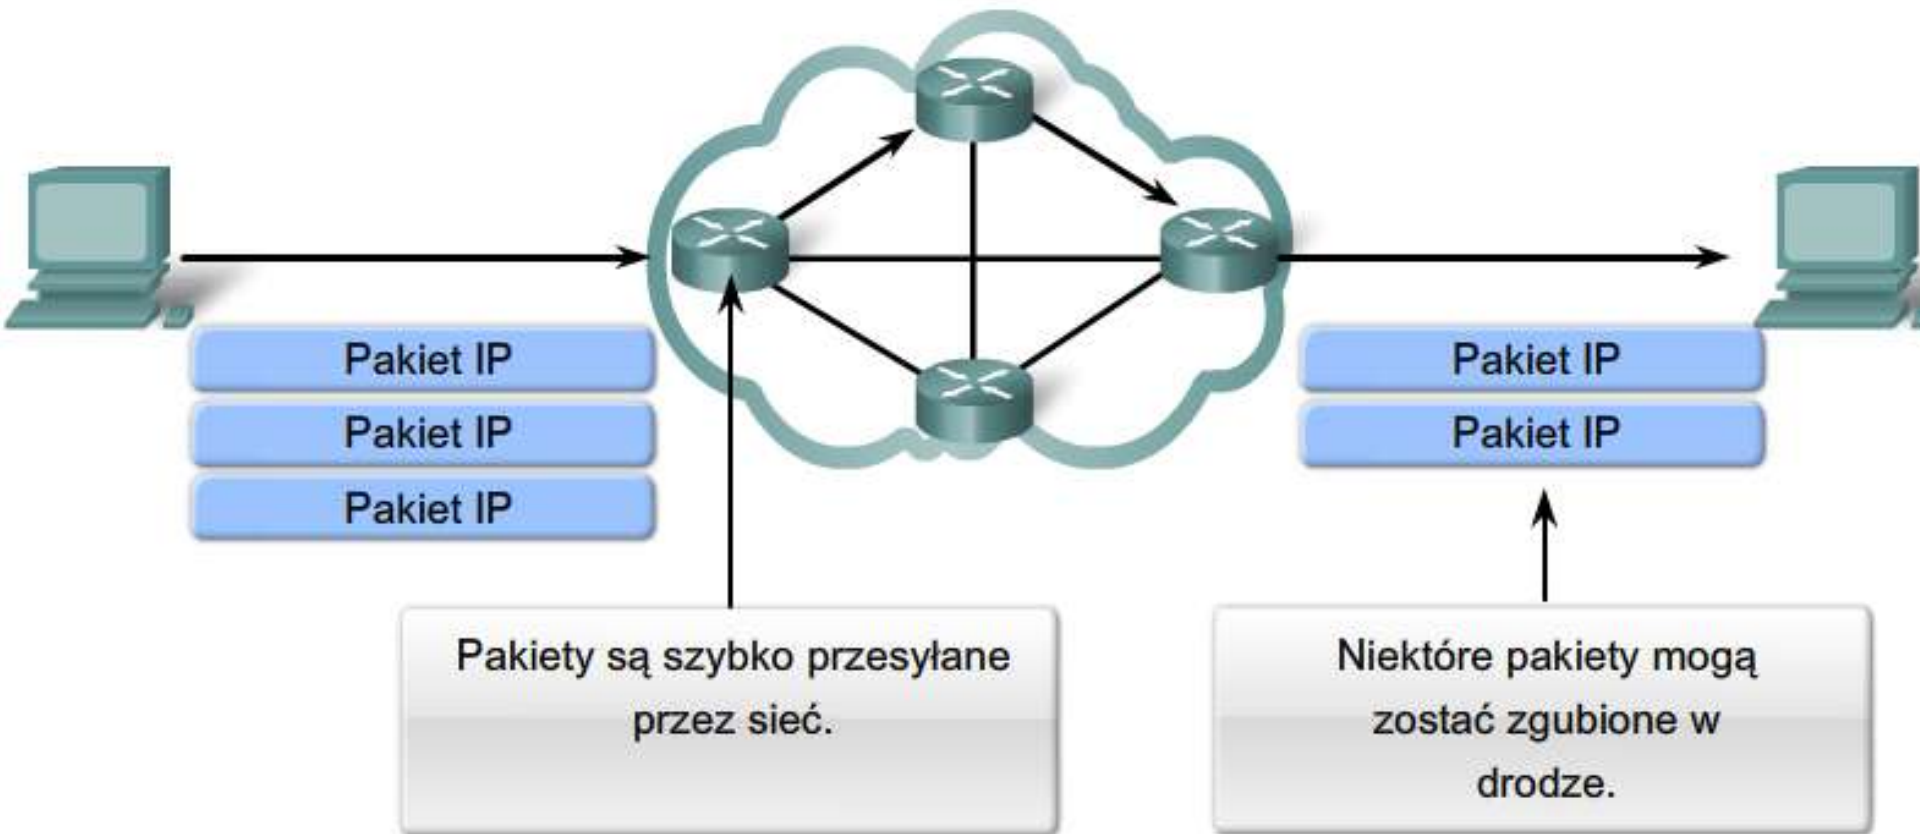 Pakiet IP
Pakiet IP
Pakiet IP
Pakiet IP
Pakiet IP
Pakiety są szybko przesyłane
przez sieć.
Niektóre pakiety mogą
zostać zgubione w
drodze.